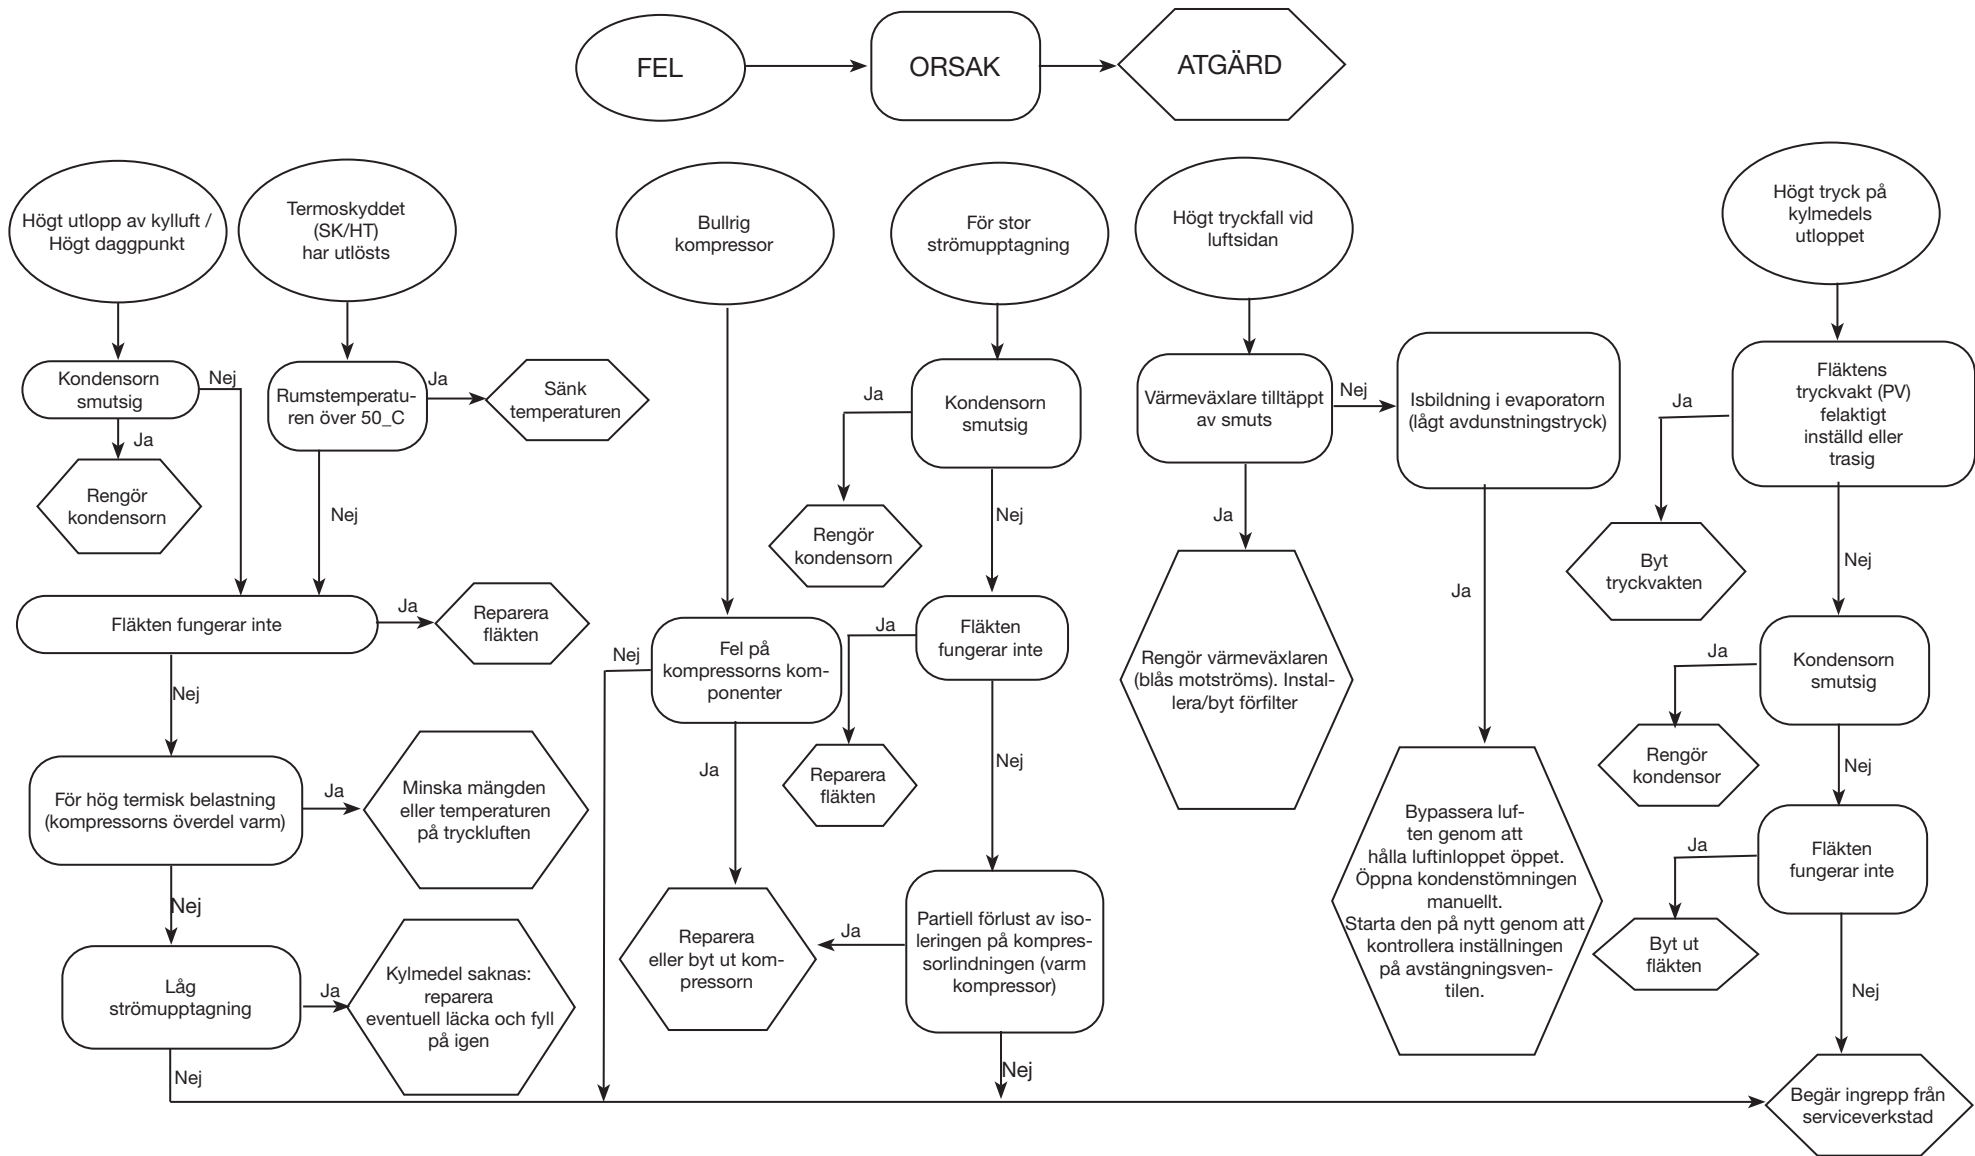 FEL
ORSAK
ATGÄRD
Högt utlopp av kylluft /
Högt daggpunkt
Termoskyddet
(SK/HT)
har utlösts
Bullrig
kompressor
För stor
strömupptagning
Högt tryckfall vid
luftsidan
Högt tryck på
kylmedels
utloppet
Kondensorn
smutsig
Nej
Ja
Rengör
kondensorn
Rumstemperatu-
ren över 50_C
Ja
Sänk
temperaturen
Nej
Fläkten fungerar inte
Ja
Reparera
fläkten
Nej
För hög termisk belastning
(kompressorns överdel varm)
Ja
Minska mängden
eller temperaturen
på tryckluften
Nej
Låg
strömupptagning
Ja
Kylmedel saknas:
reparera
eventuell läcka och fyll
på igen
Nej
Fel på
kompressorns kom-
ponenter
Nej
Ja
Reparera
eller byt ut kom-
pressorn
Kondensorn
smutsig
Ja
Rengör
kondensorn
Nej
Fläkten
fungerar inte
Ja
Reparera
fläkten
Nej
Partiell förlust av iso-
leringen på kompres-
sorlindningen (varm
kompressor)
Ja
Nej
Värmeväxlare tilltäppt
av smuts
Nej
Ja
Rengör värmeväxlaren
(blås motströms). Instal-
lera/byt förfilter
Isbildning i evaporatorn
(lågt avdunstningstryck)
Ja
Bypassera luf-
ten genom att
hålla luftinloppet öppet.
Öppna kondenstömningen
manuellt.
Starta den på nytt genom att
kontrollera inställningen
på avstängningsven-
tilen.
Fläktens
tryckvakt (PV)
felaktigt
inställd eller
trasig
Ja
Byt
tryckvakten
Nej
Kondensorn
smutsig
Ja
Rengör
kondensor
Nej
Fläkten
fungerar inte
Ja
Byt ut
fläkten
Nej
Begär ingrepp från
serviceverkstad